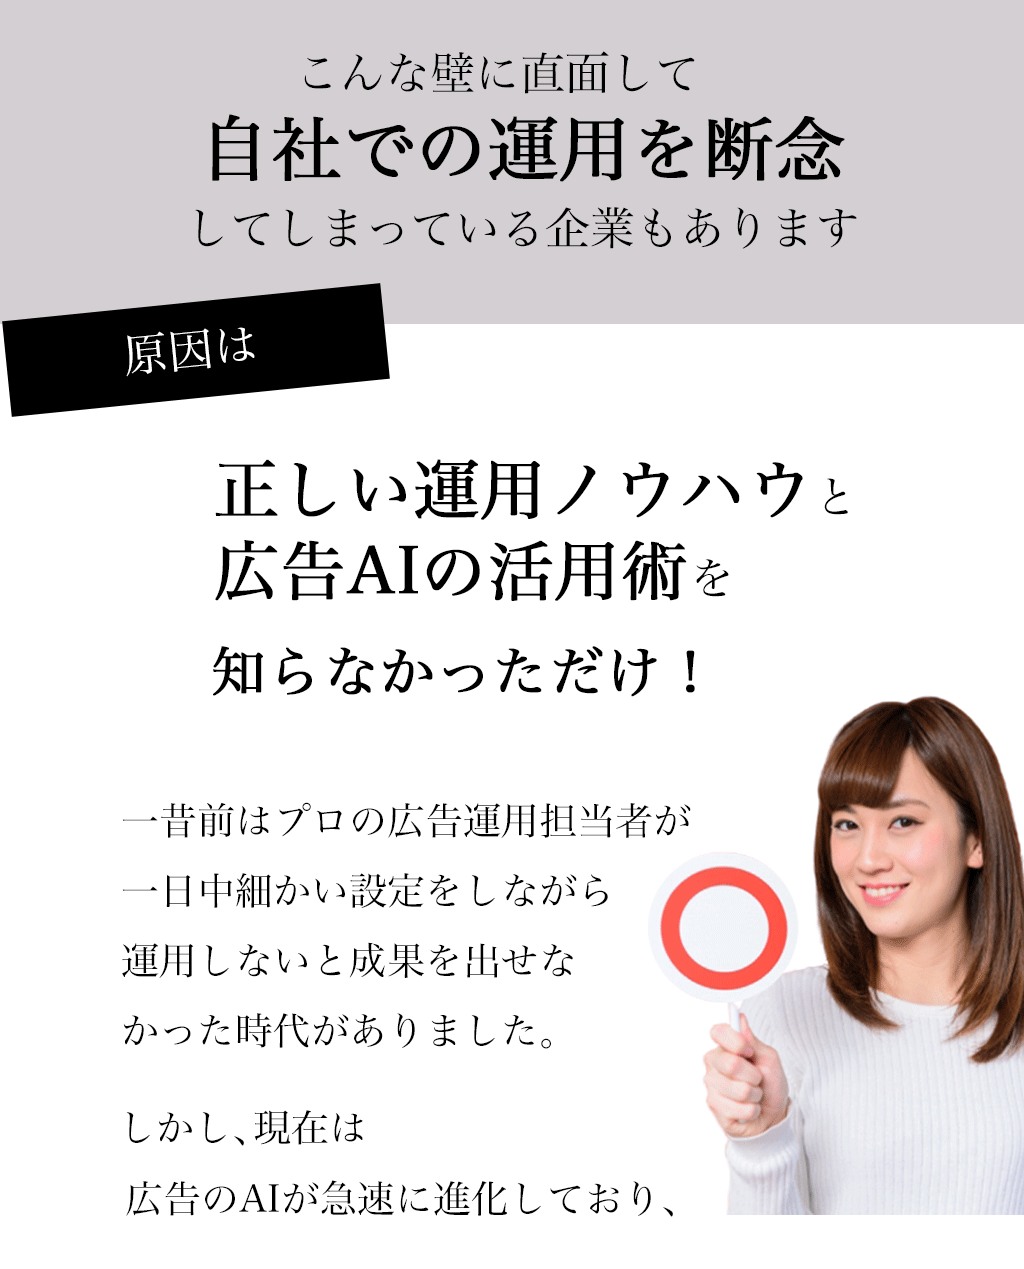 こんな壁に直面して
自社での運用を断念
してしまっている企業もあります
原因は
正しい運用ノウハウと
広告AIの活用術を
知らなかっただけ！
一昔前はプロの広告運用担当者が
一日中細かい設定をしながら
運用しないと成果を出せな
かった時代がありました。
しかし、現在は
広告のAIが急速に進化しており、